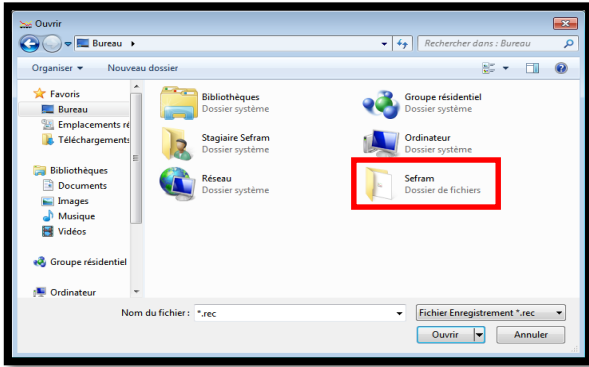 Ouvrir
Bureau
Rechercher dans : Bureau
Organiser
Nouveau dossier
Favoris
Bureau
Emplacements ré
Téléchargements
Bibliothèques
Documents
Images
Musique
Vidéos
Groupe résidentiel
Ordinateur
Bibliothèques
Dossier système
Groupe résidentiel
Dossier système
Stagiaire Sefram
Dossier système
Ordinateur
Dossier système
Réseau
Dossier système
Sefram
Dossier de fichiers
Nom du fichier : *.rec
Fichier Enregistrement *.rec
Ouvrir
Annuler